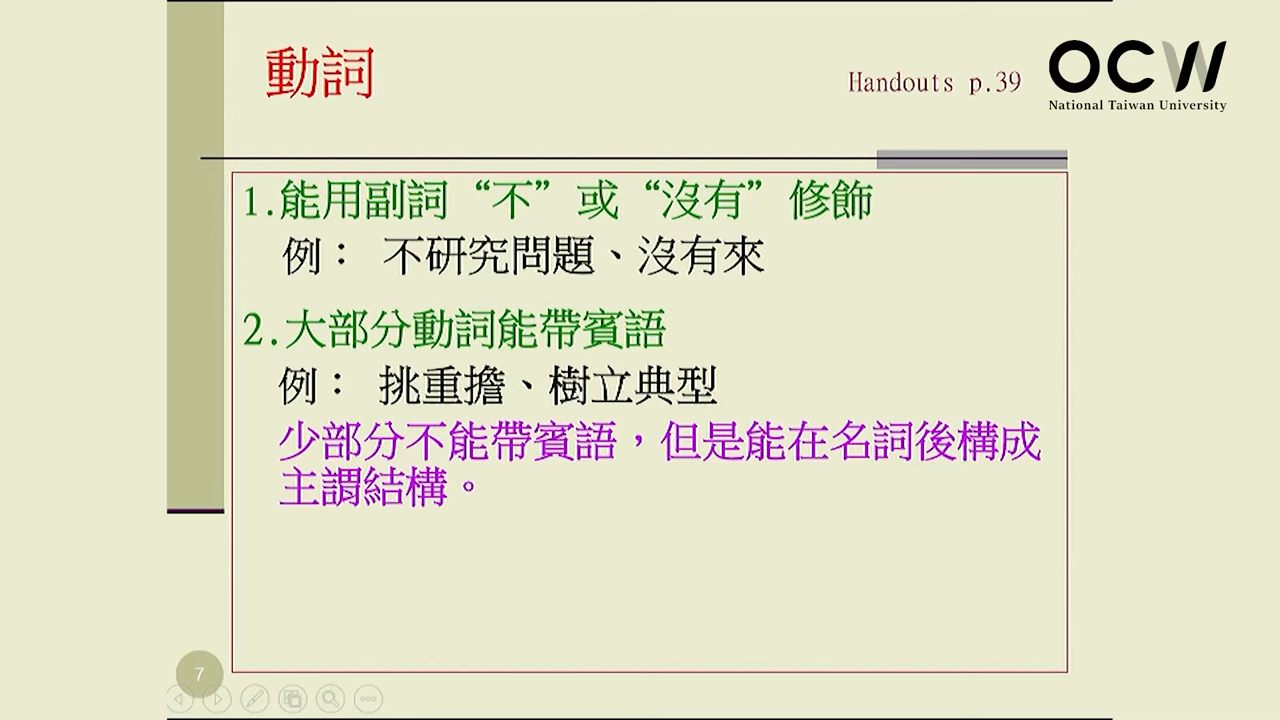 動詞
Handouts p.39
OCW
National Taiwan University
1.能用副詞“不”或“沒有”修飾
例： 不研究問題、沒有來
2.大部分動詞能帶賓語
例： 挑重擔、樹立典型
少部分不能帶賓語，但是能在名詞後構成
主謂結構。
7